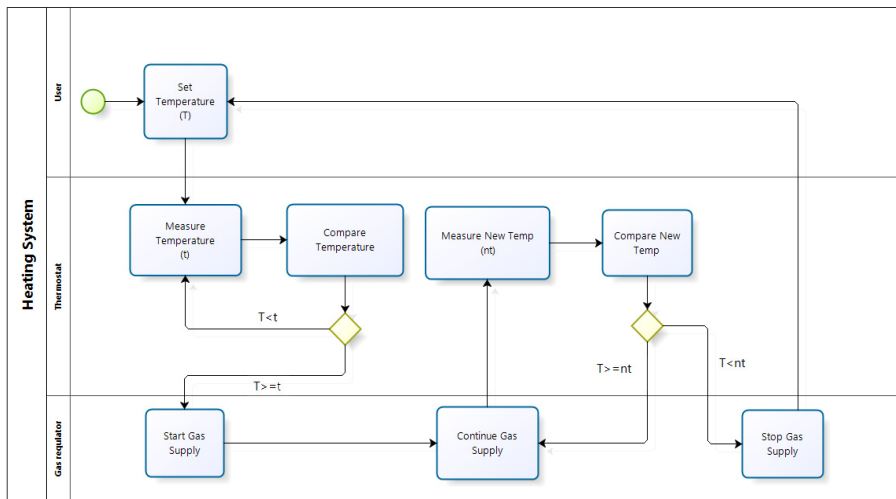 Heating System
User
Set
Temperature
(T)
Thermostat
Measure
Temperature
(t)
Compare
Temperature
Measure New Temp
(nt)
Compare New
Temp
T<t
T>=t
T>=nt
T<nt
Gas requlator
Start Gas
Supply
Continue Gas
Supply
Stop Gas
Supply